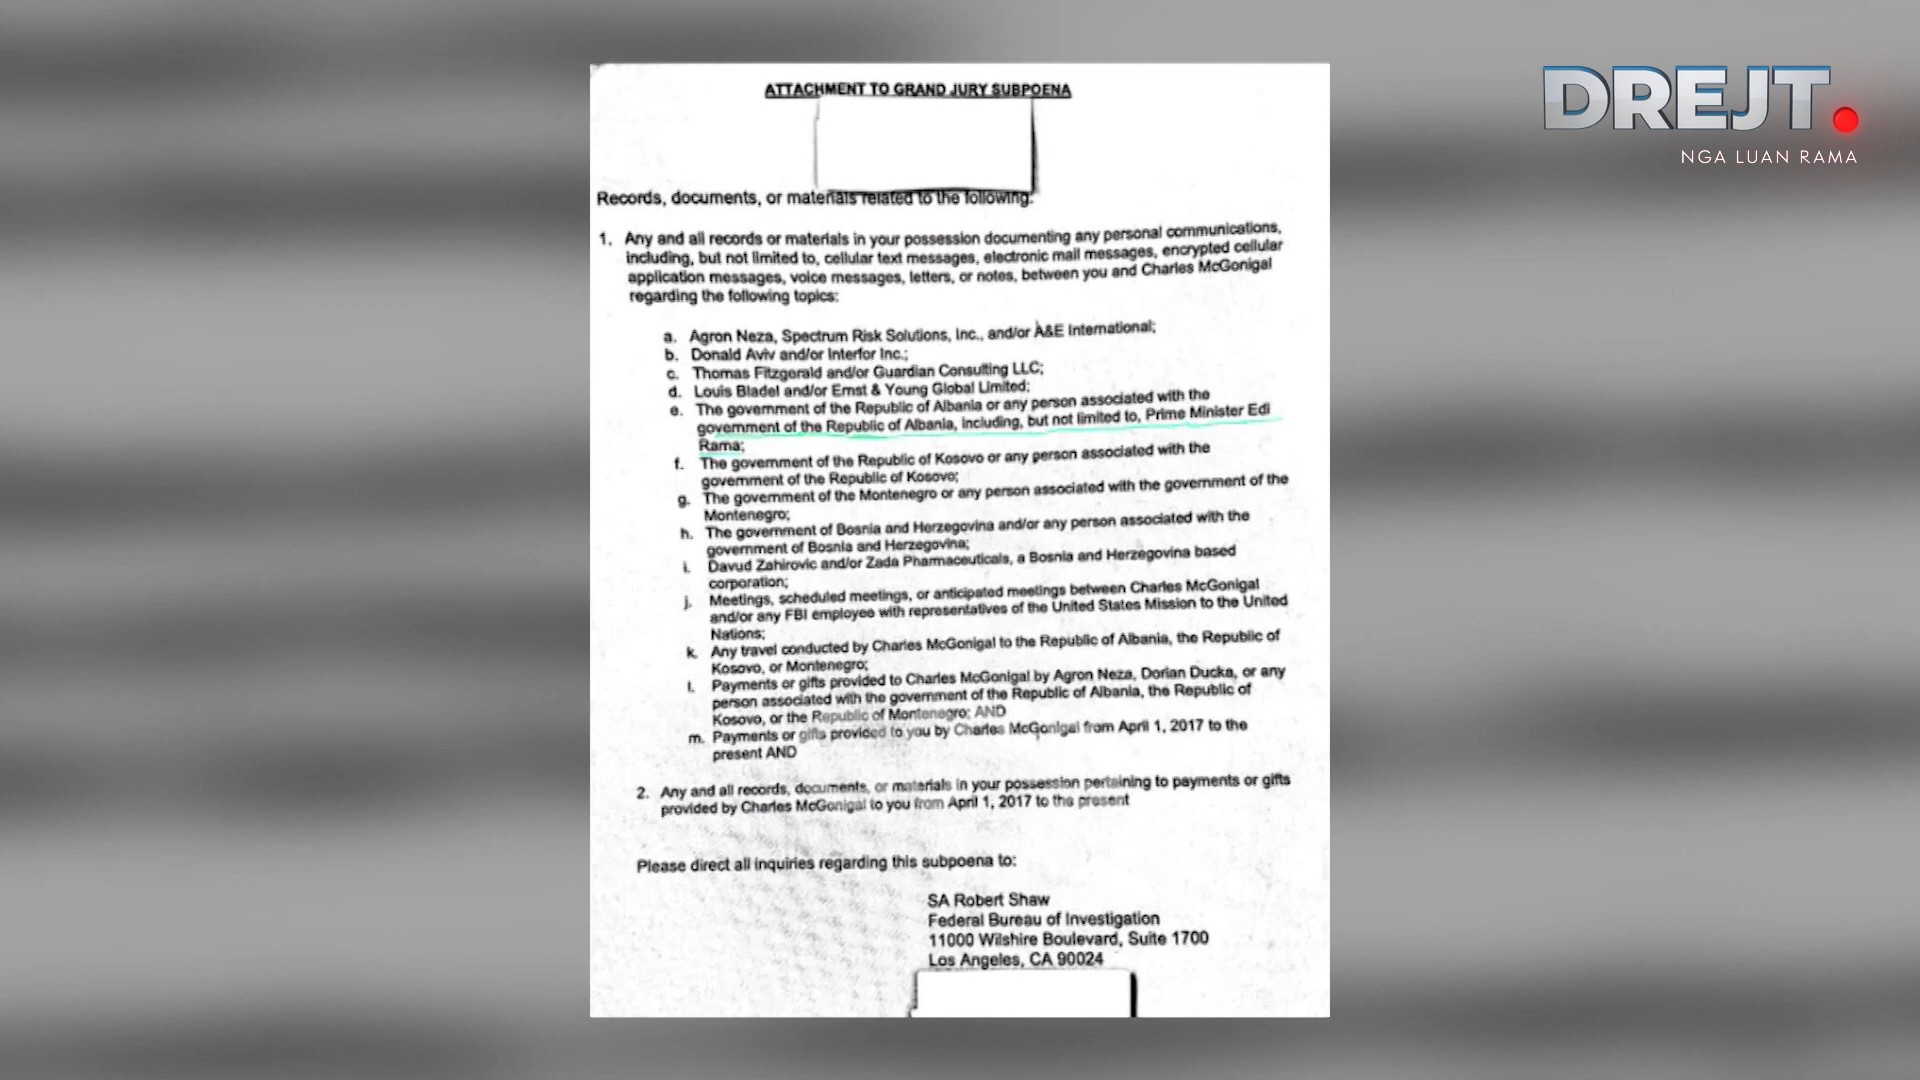 DREJT.
NGA LUAN RAMA
ATTACHMENT TO GRAND JURY SUBPOENA
Records, documents, or materials related to the following:
1. Any and all records or materials in your possession documenting any personal communications,
including, but not limited to, cellular text messages, electronic mail messages, encrypted cellular
application messages, voice messages, letters, or notes, between you and Charles McGonigal
regarding the following topics:
a. Agron Neza, Spectrum Risk Solutions, Inc., and/or A&E International;
b. Donald Aviv and/or Interfor Inc.;
c. Thomas Fitzgerald and/or Guardian Consulting LLC;
d. Louis Bladel and/or Ernst & Young Global Limited;
e. The government of the Republic of Albania or any person associated with the
government of the Republic of Albania, including, but not limited to, Prime Minister Edi
Rama;
f. The government of the Republic of Kosovo or any person associated with the
government of the Republic of Kosovo;
g. The government of the Montenegro or any person associated with the government of the
Montenegro;
h. The government of Bosnia and Herzegovina and/or any person associated with the
government of Bosnia and Herzegovina;
i. Davud Zahirovic and/or Zada Pharmaceuticals, a Bosnia and Herzegovina based
corporation;
j. Meetings, scheduled meetings, or anticipated meetings between Charles McGonigal
and/or any FBI employee with representatives of the United States Mission to the United
Nations;
k. Any travel conducted by Charles McGonigal to the Republic of Albania, the Republic of
Kosovo, or Montenegro;
l. Payments or gifts provided to Charles McGonigal by Agron Neza, Dorian Ducka, or any
person associated with the government of the Republic of Albania, the Republic of
Kosovo, or the Republic of Montenegro; AND
m. Payments or gifts provided to you by Charles McGonigal from April 1, 2017 to the
present AND
2. Any and all records, documents, or materials in your possession pertaining to payments or gifts
provided by Charles McGonigal to you from April 1, 2017 to the present
Please direct all inquiries regarding this subpoena to:
SA Robert Shaw
Federal Bureau of Investigation
11000 Wilshire Boulevard, Suite 1700
Los Angeles, CA 90024